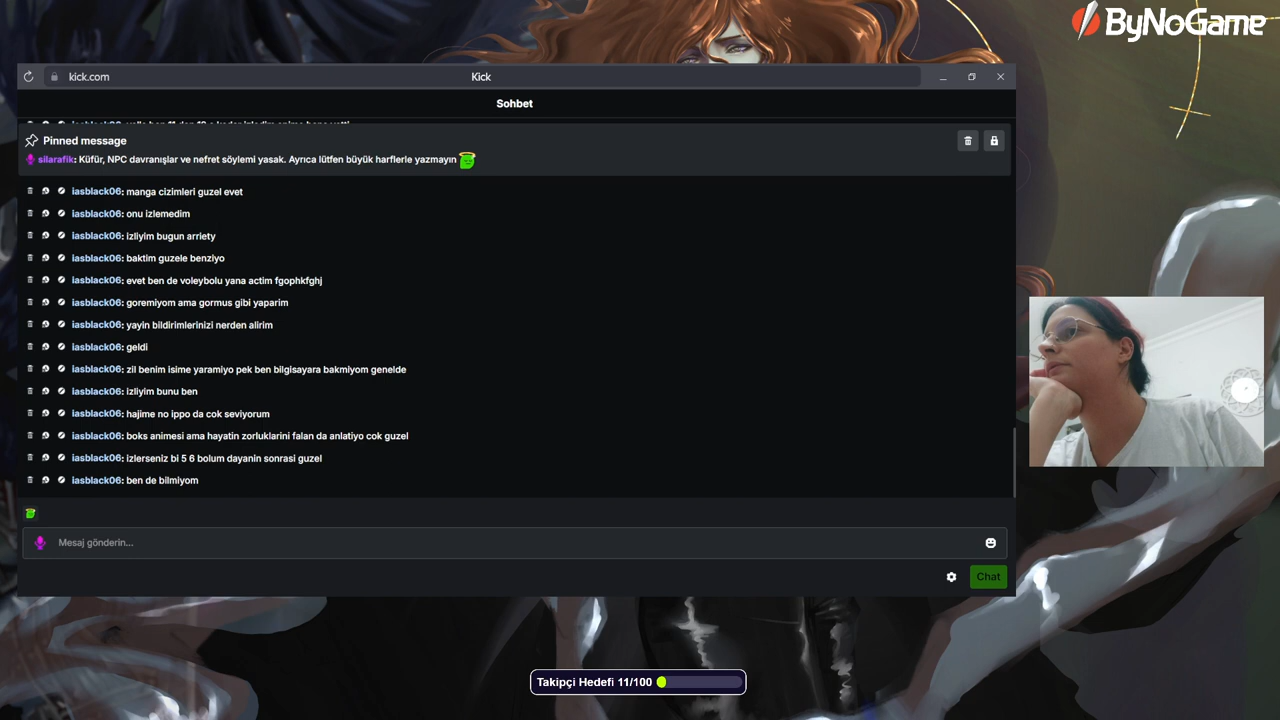 ByNoGame
kick.com
Kick
Sohbet
Pinned message
silarafik: Küfür, NPC davranışlar ve nefret söylemi yasak. Ayrıca lütfen büyük harflerle yazmayın
iasblack06: manga cizimleri guzel evet
iasblack06: onu izlemedim
iasblack06: izliyim bugun arriety
iasblack06: baktim guzele benziyo
iasblack06: evet ben de voleybolu yana actim fgophkfghj
iasblack06: goremiyom ama gormus gibi yaparim
iasblack06: yayin bildirimlerinizi nerden alirim
iasblack06: geldi
iasblack06: zil benim isime yaramiyo pek ben bilgisayara bakmiyom genelde
iasblack06: izliyim bunu ben
iasblack06: hajime no ippo da cok seviyorum
iasblack06: boks animesi ama hayatin zorluklarini falan da anlatiyo cok guzel
iasblack06: izlerseniz bi 5 6 bolum dayanin sonrasi guzel
iasblack06: ben de bilmiyom
Mesaj gönderin...
Chat
Takipçi Hedefi 11/100